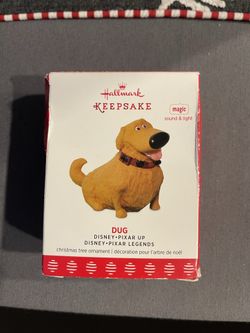 Hallmark
KEEPSAKE
magic
sound & light
DUG
DISNEY•PIXAR UP
DISNEY•PIXAR LEGENDS
christmas tree ornament | décoration pour l'arbre de noël